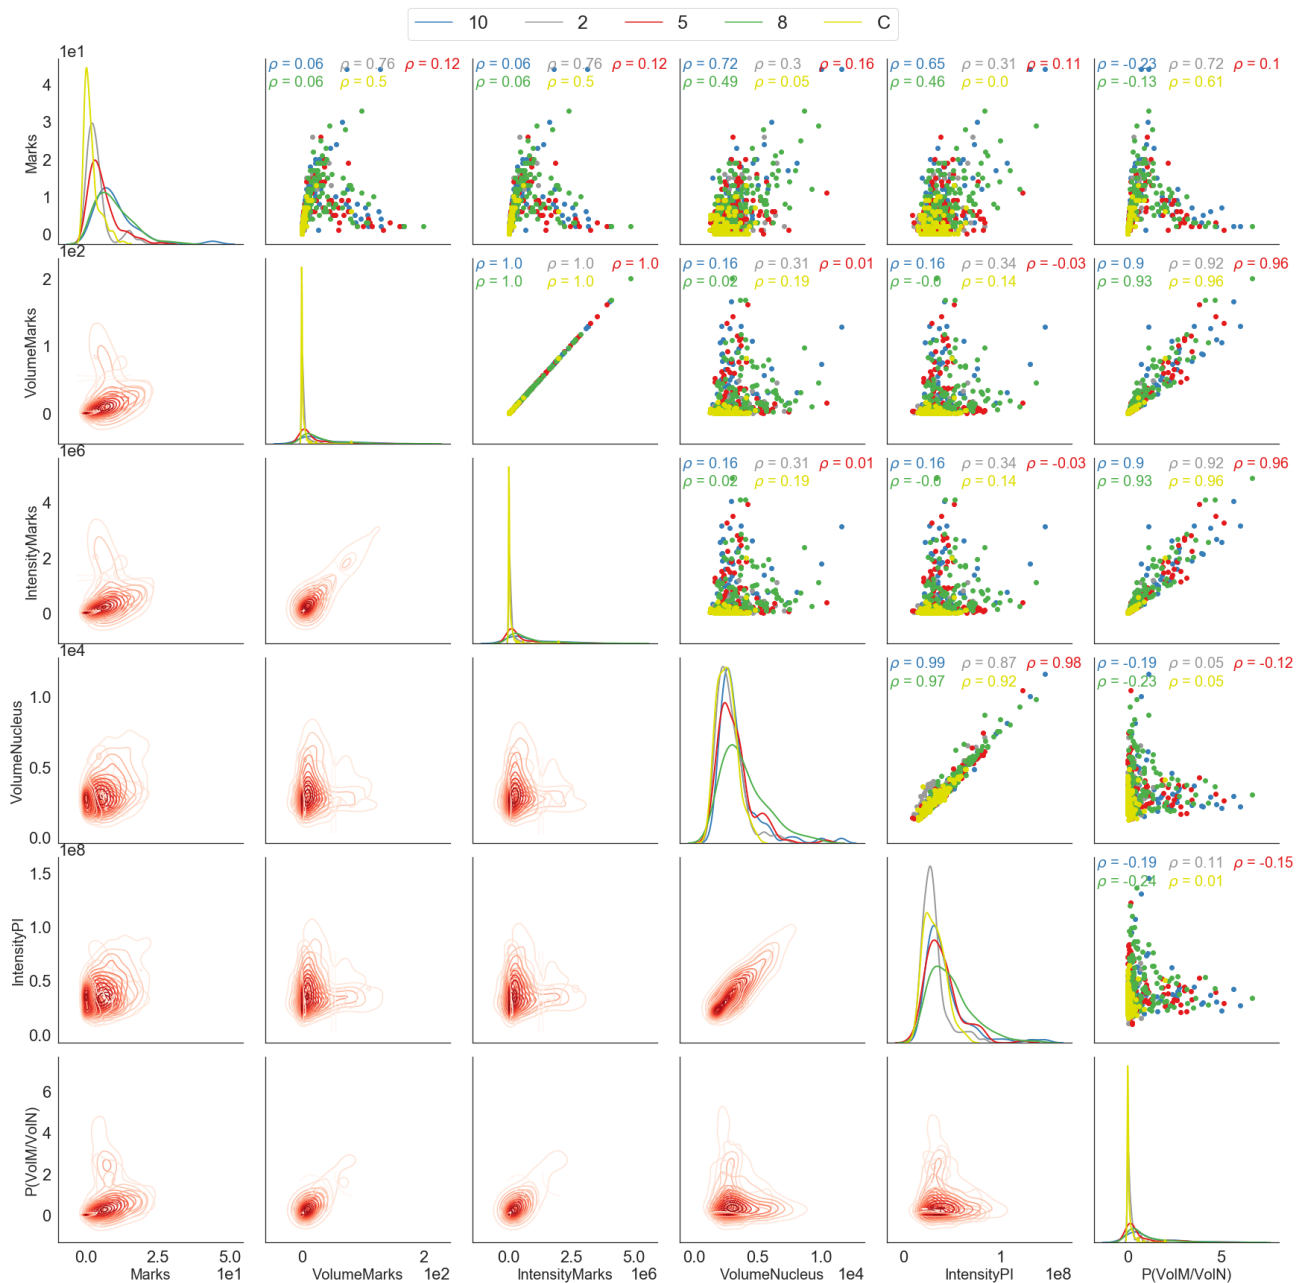 10 2 5 8 C
1e1
ρ = 0.06 ρ = 0.76 ρ = 0.12
ρ = 0.06 ρ = 0.5
ρ = 0.06 ρ = 0.76 ρ = 0.12
ρ = 0.06 ρ = 0.5
ρ = 0.72 ρ = 0.3 ρ = 0.16
ρ = 0.49 ρ = 0.05
ρ = 0.65 ρ = 0.31 ρ = 0.11
ρ = 0.46 ρ = 0.0
ρ = -0.23 ρ = 0.72 ρ = 0.1
ρ = -0.13 ρ = 0.61
4
3
2
1
0
Marks
1e2
ρ = 1.0 ρ = 1.0 ρ = 1.0
ρ = 1.0 ρ = 1.0
ρ = 0.16 ρ = 0.31 ρ = 0.01
ρ = 0.02 ρ = 0.19
ρ = 0.16 ρ = 0.34 ρ = -0.03
ρ = -0.0 ρ = 0.14
ρ = 0.9 ρ = 0.92 ρ = 0.96
ρ = 0.93 ρ = 0.96
2
1
0
VolumeMarks
1e6
ρ = 0.16 ρ = 0.31 ρ = 0.01
ρ = 0.02 ρ = 0.19
ρ = 0.16 ρ = 0.34 ρ = -0.03
ρ = -0.0 ρ = 0.14
ρ = 0.9 ρ = 0.92 ρ = 0.96
ρ = 0.93 ρ = 0.96
4
2
0
IntensityMarks
1e4
ρ = 0.99 ρ = 0.87 ρ = 0.98
ρ = 0.97 ρ = 0.92
ρ = -0.19 ρ = 0.05 ρ = -0.12
ρ = -0.23 ρ = 0.05
1.0
0.5
0.0
VolumeNucleus
1e8
ρ = -0.19 ρ = 0.11 ρ = -0.15
ρ = -0.24 ρ = 0.01
1.5
1.0
0.5
0.0
IntensityPI
6
4
2
0
P(VolM/VolN)
0.0 2.5 5.0 0 2 0.0 2.5 5.0 0.0 0.5 1.0 0 1 0 5
Marks 1e1 VolumeMarks 1e2 IntensityMarks 1e6 VolumeNucleus 1e4 IntensityPI 1e8 P(VolM/VolN)